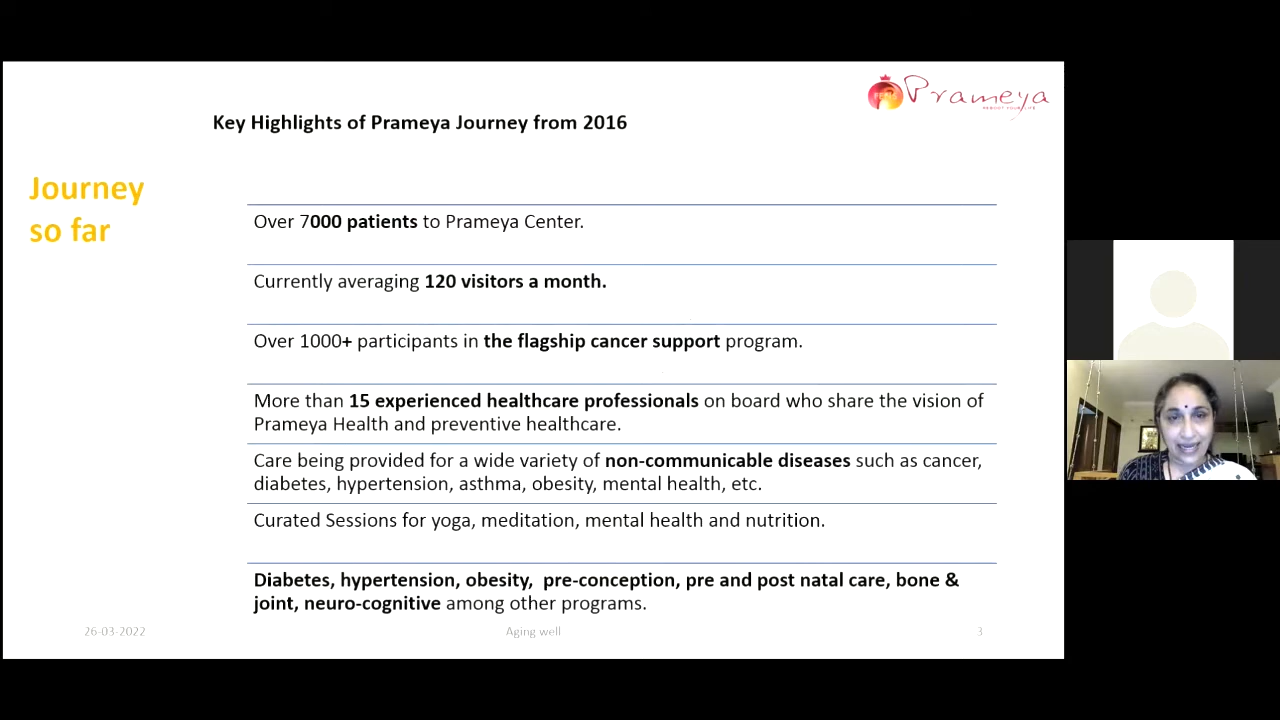 Prameya
REBOOT YOUR LIFE
Key Highlights of Prameya Journey from 2016
Journey
so far
Over 7000 patients to Prameya Center.
Currently averaging 120 visitors a month.
Over 1000+ participants in the flagship cancer support program.
More than 15 experienced healthcare professionals on board who share the vision of
Prameya Health and preventive healthcare.
Care being provided for a wide variety of non-communicable diseases such as cancer,
diabetes, hypertension, asthma, obesity, mental health, etc.
Curated Sessions for yoga, meditation, mental health and nutrition.
Diabetes, hypertension, obesity,  pre-conception, pre and post natal care, bone &
joint, neuro-cognitive among other programs.
26-03-2022
Aging well
3